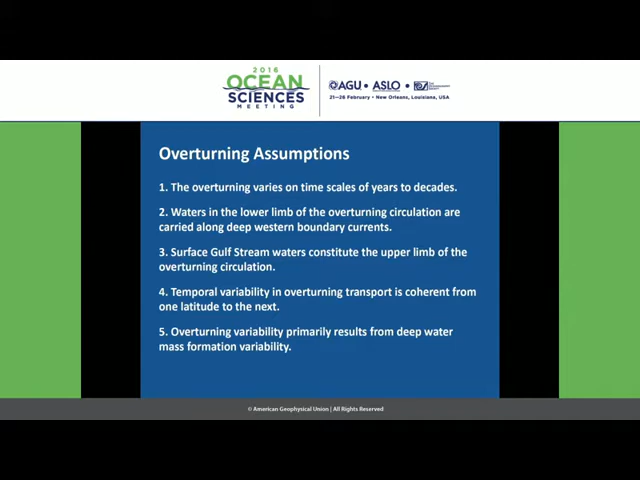 2016
OCEAN
SCIENCES
MEETING
AGU • ASLO •
21–26 February • New Orleans, Louisiana, USA
Overturning Assumptions
1. The overturning varies on time scales of years to decades.
2. Waters in the lower limb of the overturning circulation are
carried along deep western boundary currents.
3. Surface Gulf Stream waters constitute the upper limb of the
overturning circulation.
4. Temporal variability in overturning transport is coherent from
one latitude to the next.
5. Overturning variability primarily results from deep water
mass formation variability.
© American Geophysical Union | All Rights Reserved